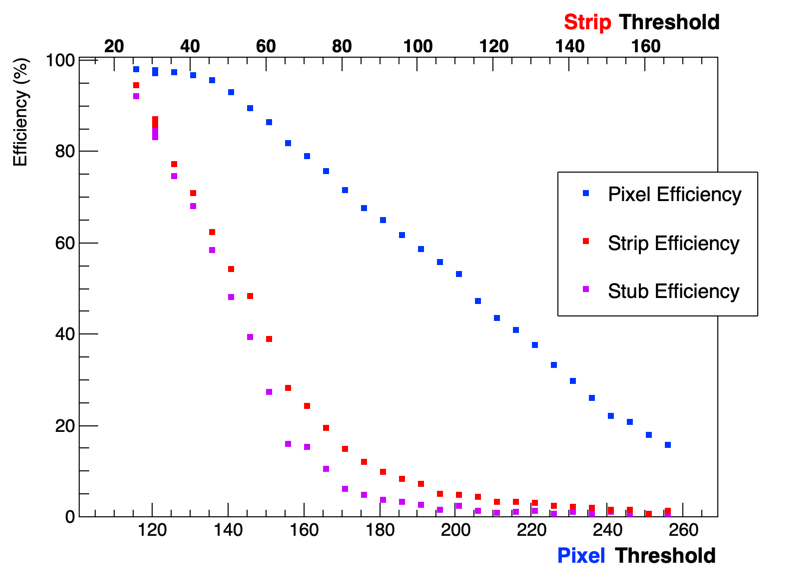 Strip Threshold
20 40 60 80 100 120 140 160
Efficiency (%)
100
80
60
40
20
0
Pixel Efficiency
Strip Efficiency
Stub Efficiency
120 140 160 180 200 220 240 260
Pixel Threshold